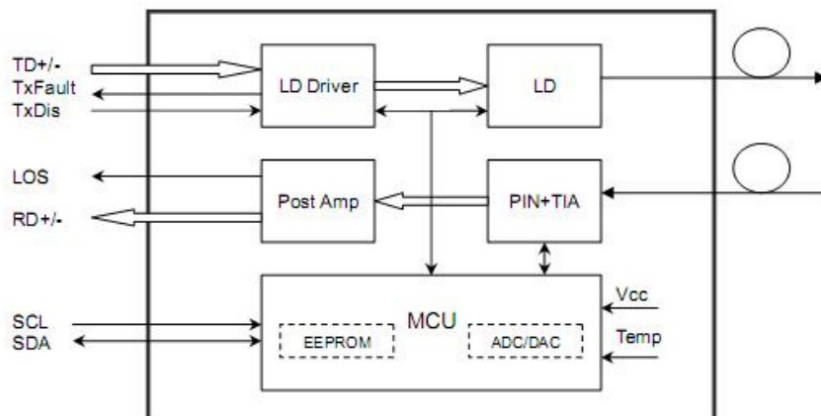 TD+/-
TxFault
TxDis
LD Driver
LD
LOS
RD+/-
Post Amp
PIN+TIA
SCL
SDA
MCU
EEPROM
ADC/DAC
Vcc
Temp